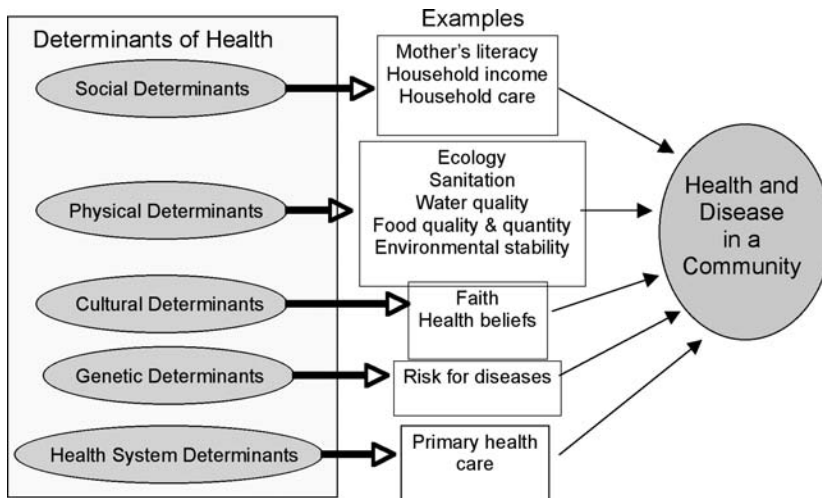 Examples
Determinants of Health
Social Determinants
Mother's literacy
Household income
Household care
Physical Determinants
Ecology
Sanitation
Water quality
Food quality & quantity
Environmental stability
Cultural Determinants
Faith
Health beliefs
Genetic Determinants
Risk for diseases
Health System Determinants
Primary health
care
Health and
Disease
in a
Community